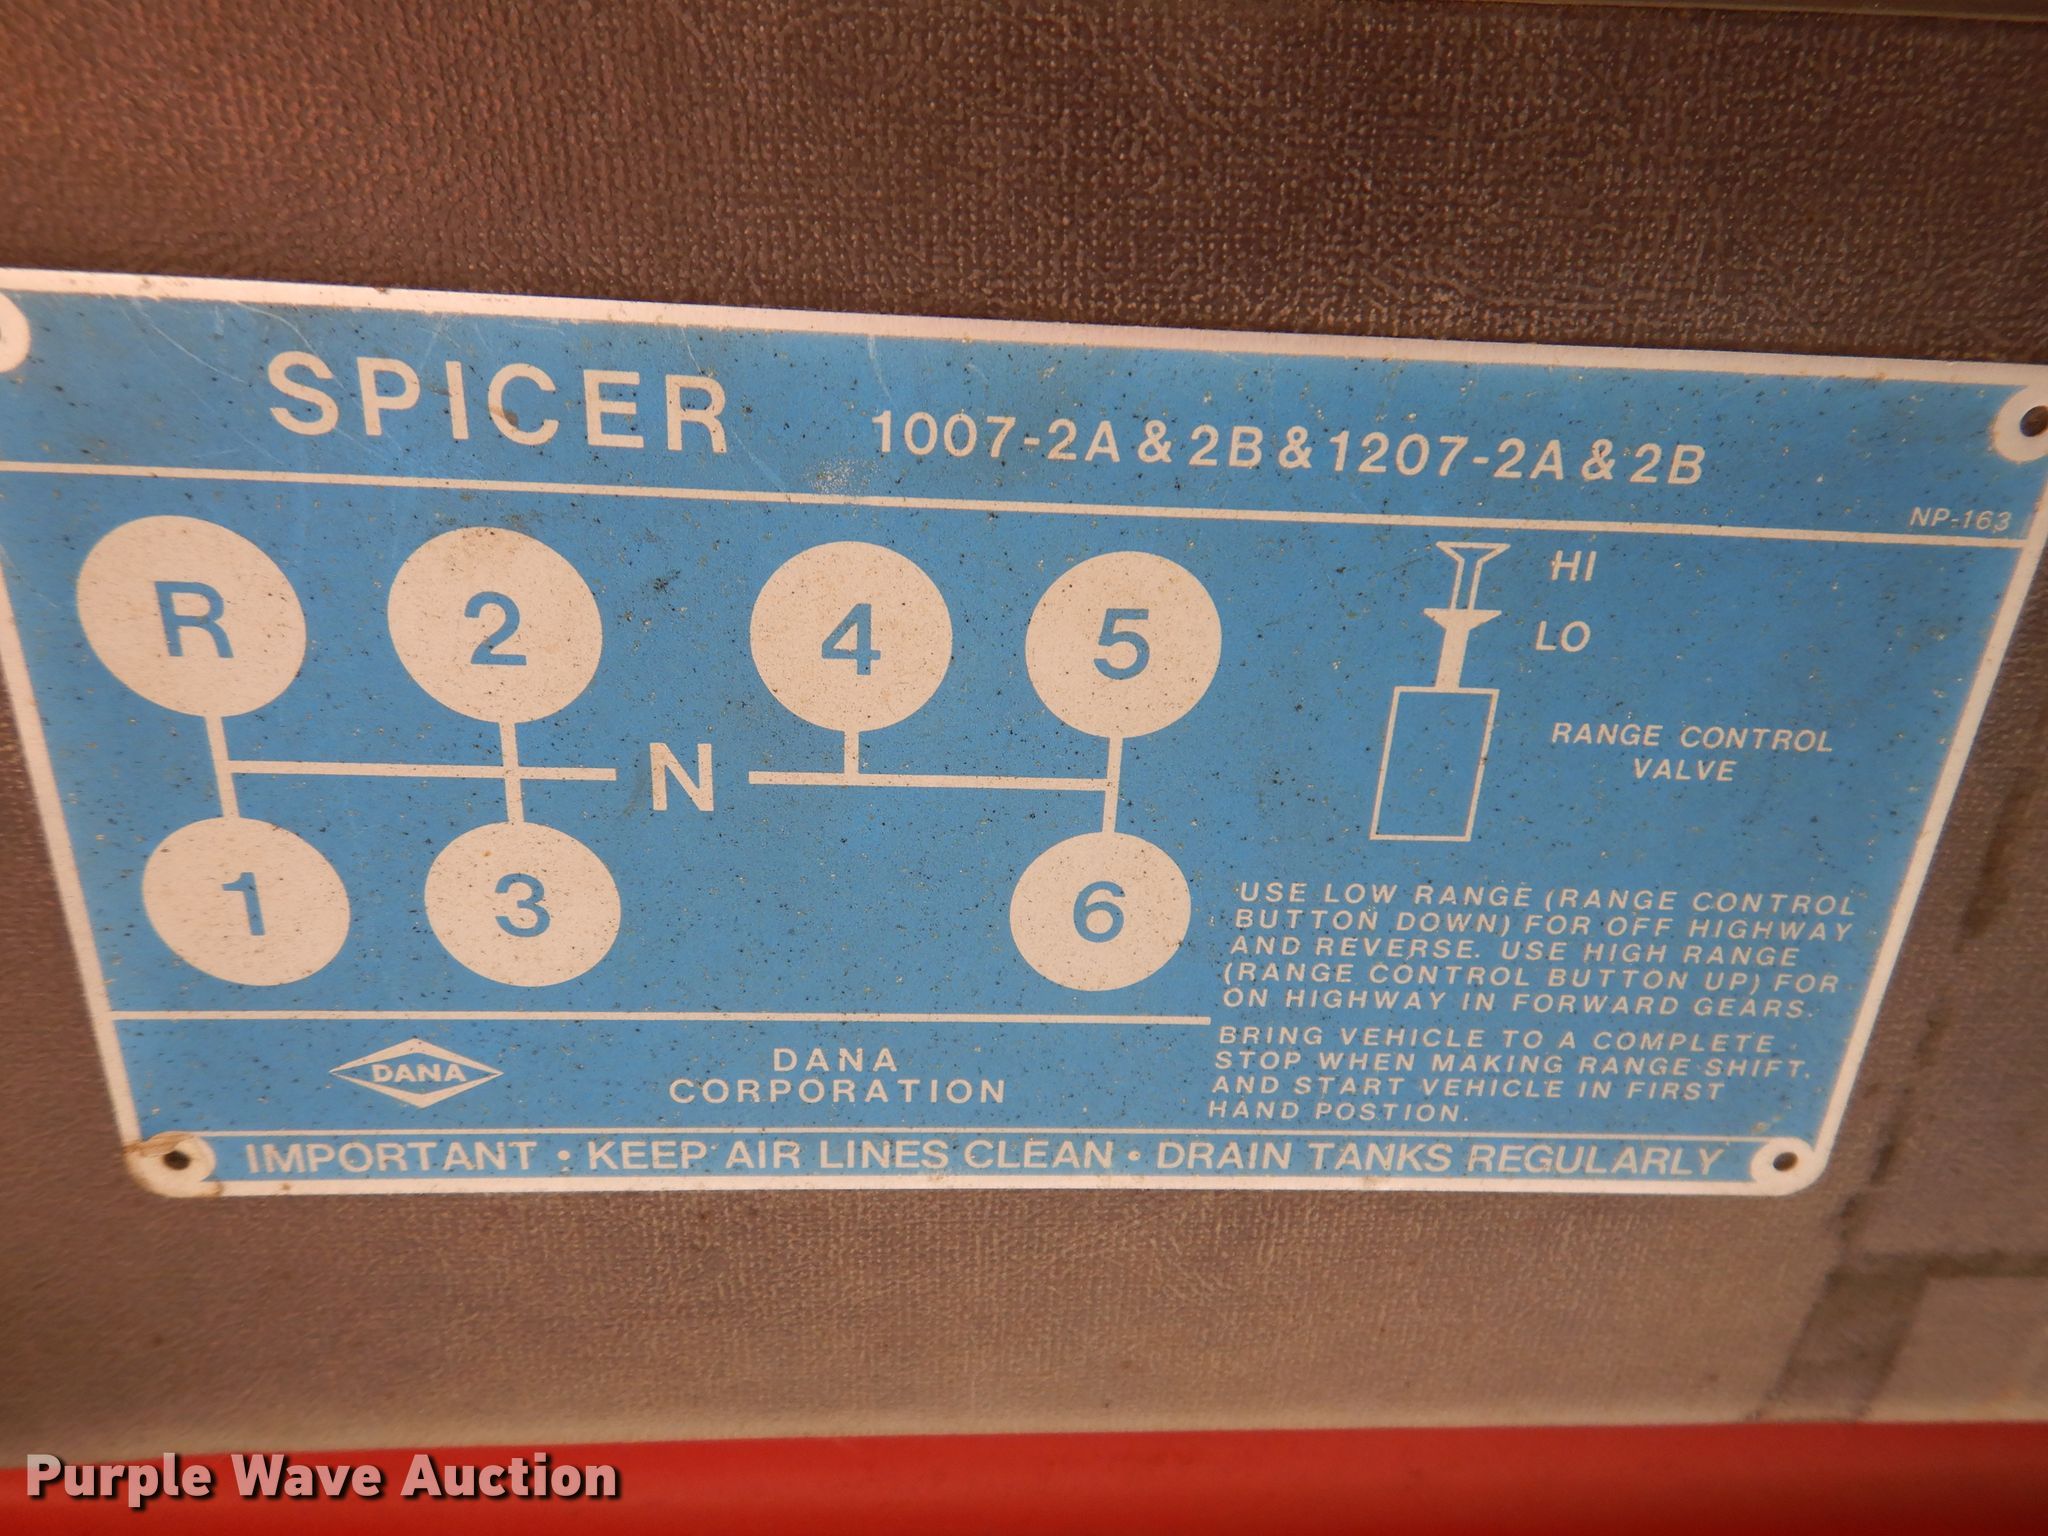 SPICER 1007-2A & 2B & 1207-2A & 2B
NP-163
R 2 4 5
N
1 3 6
HI
LO
RANGE CONTROL
VALVE
USE LOW RANGE (RANGE CONTROL
BUTTON DOWN) FOR OFF HIGHWAY
AND REVERSE. USE HIGH RANGE
(RANGE CONTROL BUTTON UP) FOR
ON HIGHWAY IN FORWARD GEARS.
BRING VEHICLE TO A COMPLETE
STOP WHEN MAKING RANGE SHIFT.
AND START VEHICLE IN FIRST
HAND POSTION.
DANA
DANA
CORPORATION
IMPORTANT • KEEP AIR LINES CLEAN • DRAIN TANKS REGULARLY
Purple Wave Auction